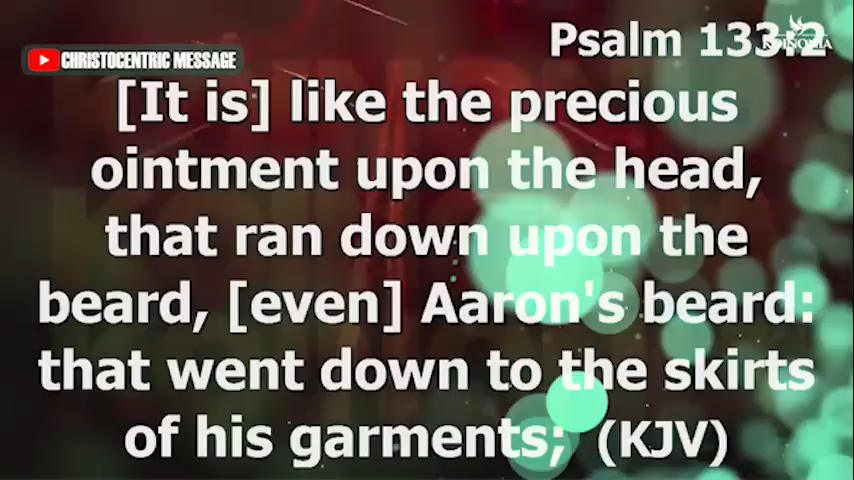 Psalm 133:2
KOINONIA
CHRISTOCENTRIC MESSAGE
[It is] like the precious
ointment upon the head,
that ran down upon the
beard, [even] Aaron's beard:
that went down to the skirts
of his garments; (KJV)